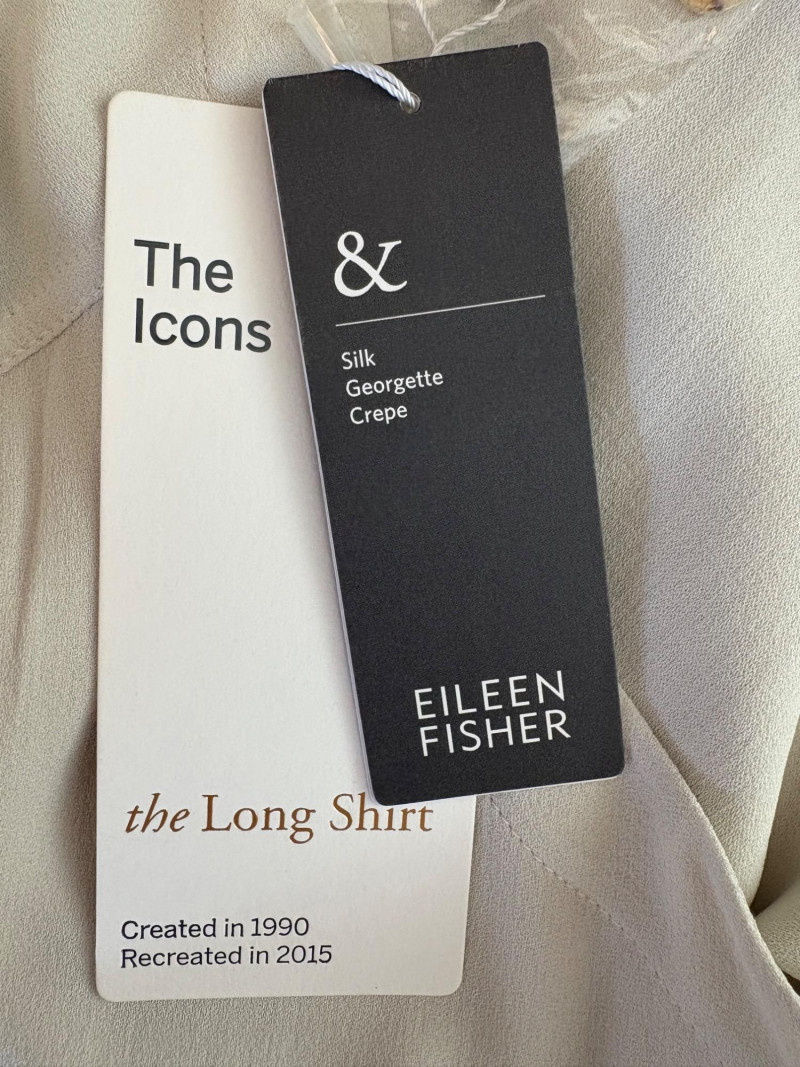 The
Icons
the Long Shirt
Created in 1990
Recreated in 2015
&
Silk
Georgette
Crepe
EILEEN
FISHER